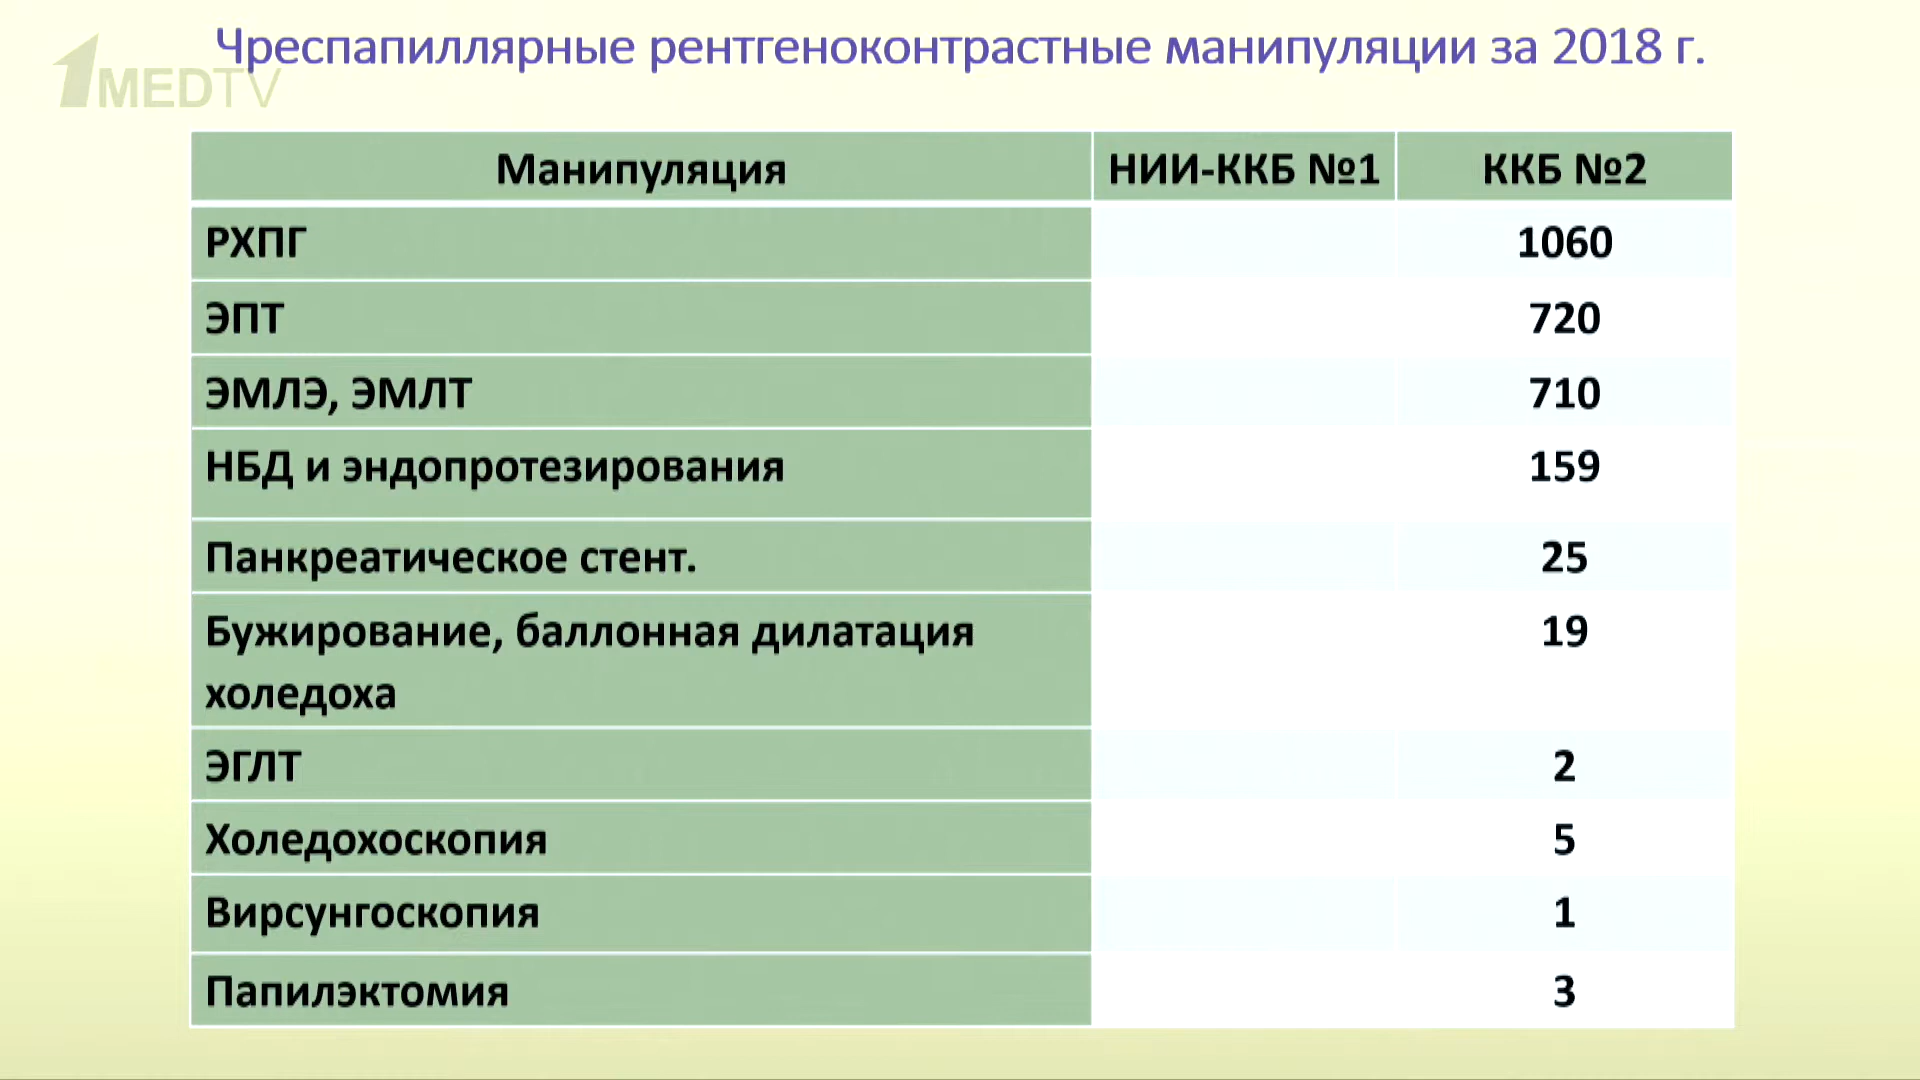 Чреспапиллярные рентгеноконтрастные манипуляции за 2018 г.
1MEDTV
Манипуляция НИИ-ККБ №1 ККБ №2
РХПГ 1060
ЭПТ 720
ЭМЛЭ, ЭМЛТ 710
НБД и эндопротезирования 159
Панкреатическое стент. 25
Бужирование, баллонная дилатация 19
холедоха
ЭГЛТ 2
Холедохоскопия 5
Вирсунгоскопия 1
Папилэктомия 3